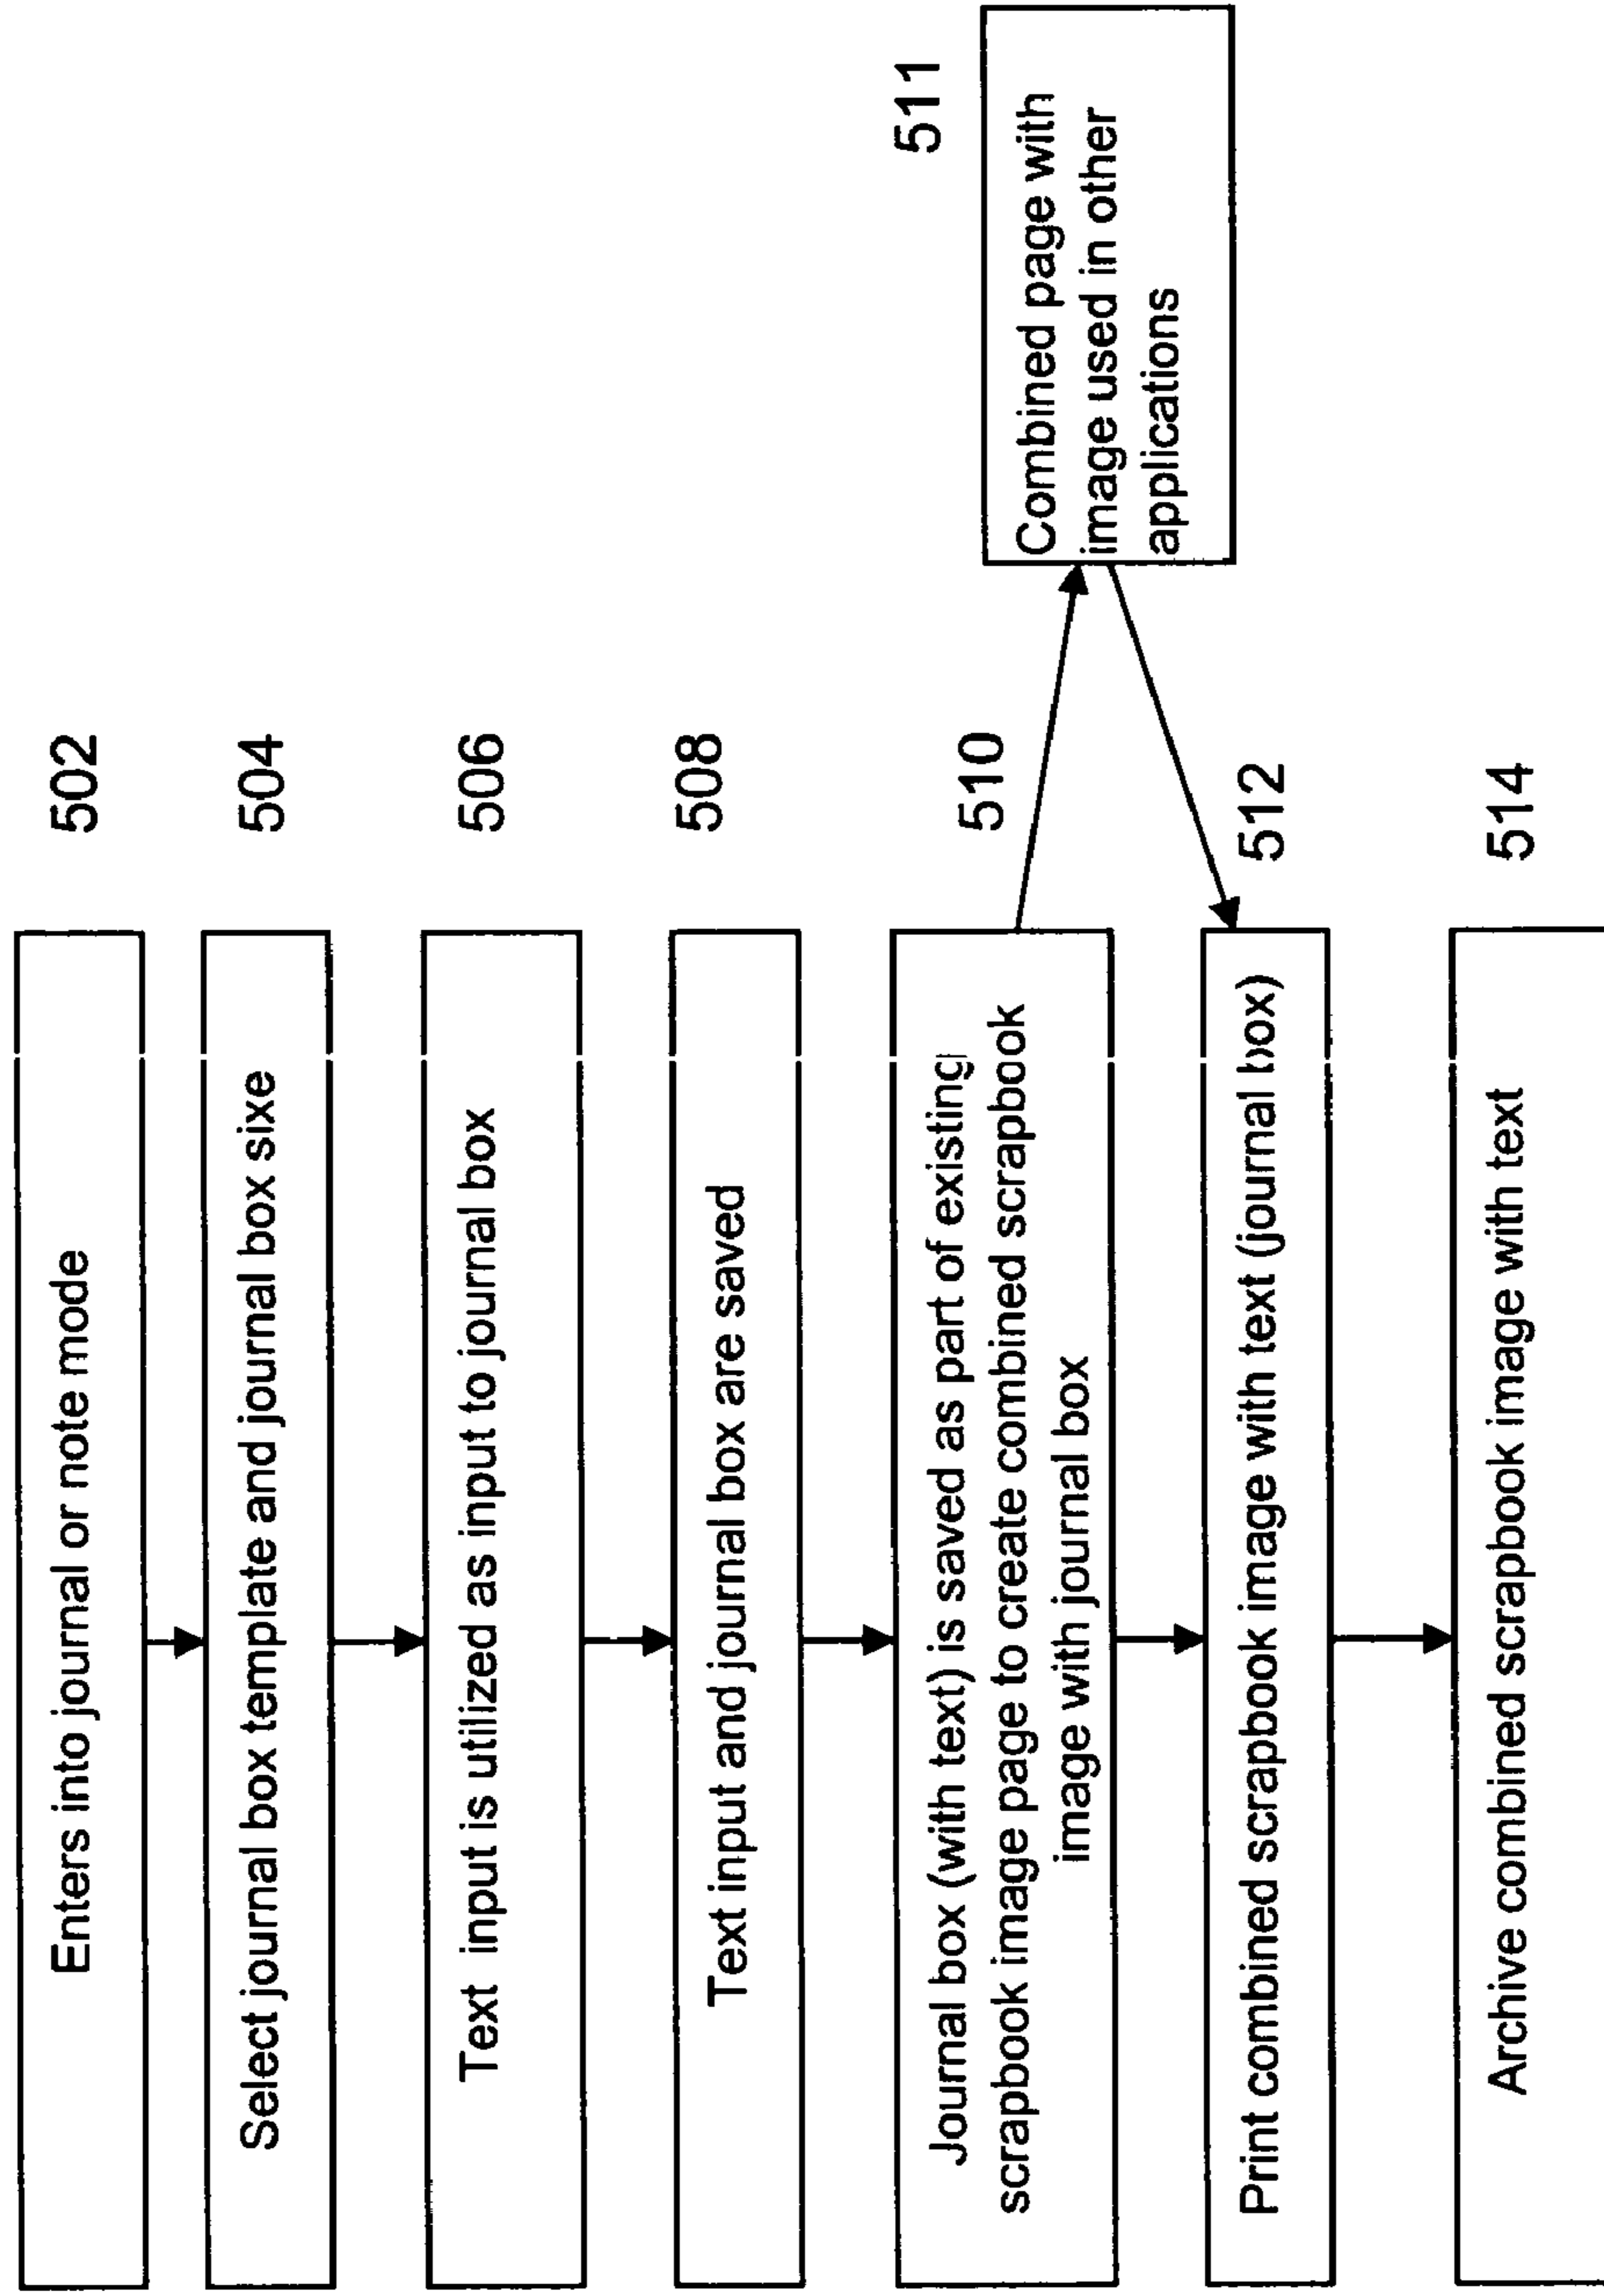 502
Enters into journal or note mode
504
Select journal box template and journal box sixe
506
Text input is utilized as input to journal box
508
Text input and journal box are saved
510
Journal box (with text) is saved as part of existing
scrapbook image page to create combined scrapbook
image with journal box
511
Combined page with
image used in other
applications
512
Print combined scrapbook image with text (journal box)
514
Archive combined scrapbook image with text